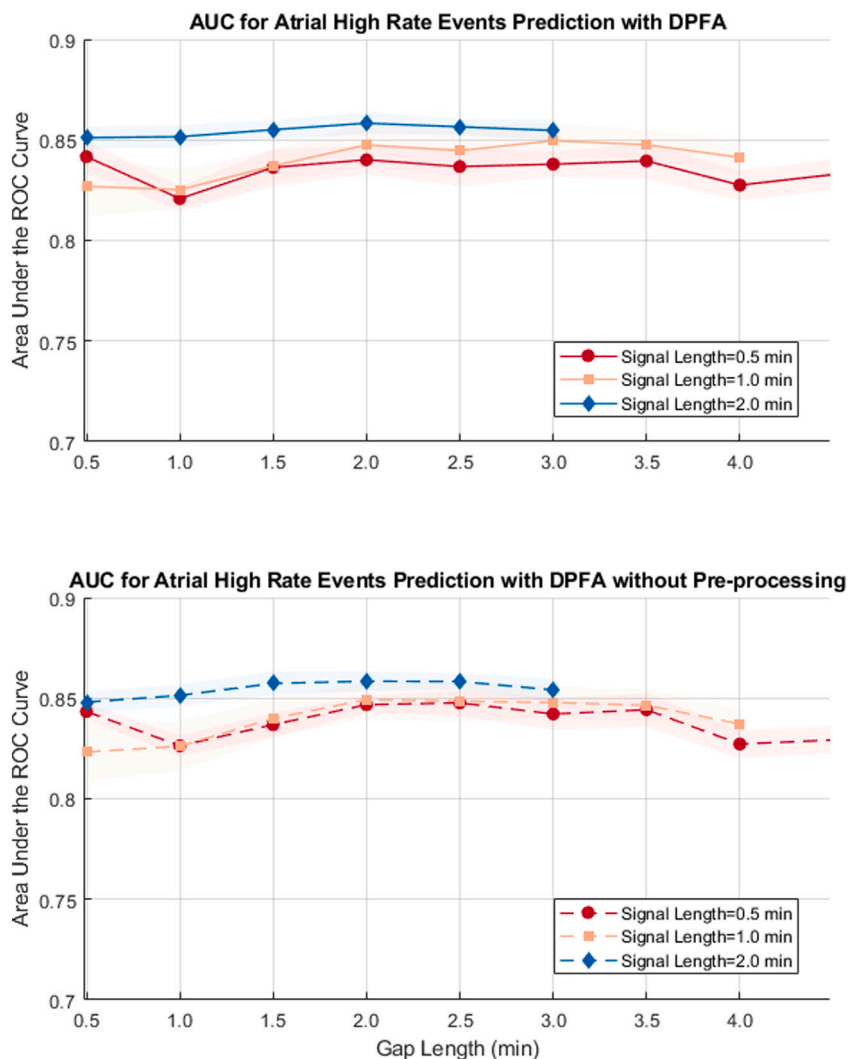 AUC for Atrial High Rate Events Prediction with DPFA
Area Under the ROC Curve
0.9
0.85
0.8
0.75
0.7
0.5 1.0 1.5 2.0 2.5 3.0 3.5 4.0
Signal Length=0.5 min
Signal Length=1.0 min
Signal Length=2.0 min
AUC for Atrial High Rate Events Prediction with DPFA without Pre-processing
Area Under the ROC Curve
0.9
0.85
0.8
0.75
0.7
0.5 1.0 1.5 2.0 2.5 3.0 3.5 4.0
Signal Length=0.5 min
Signal Length=1.0 min
Signal Length=2.0 min
Gap Length (min)